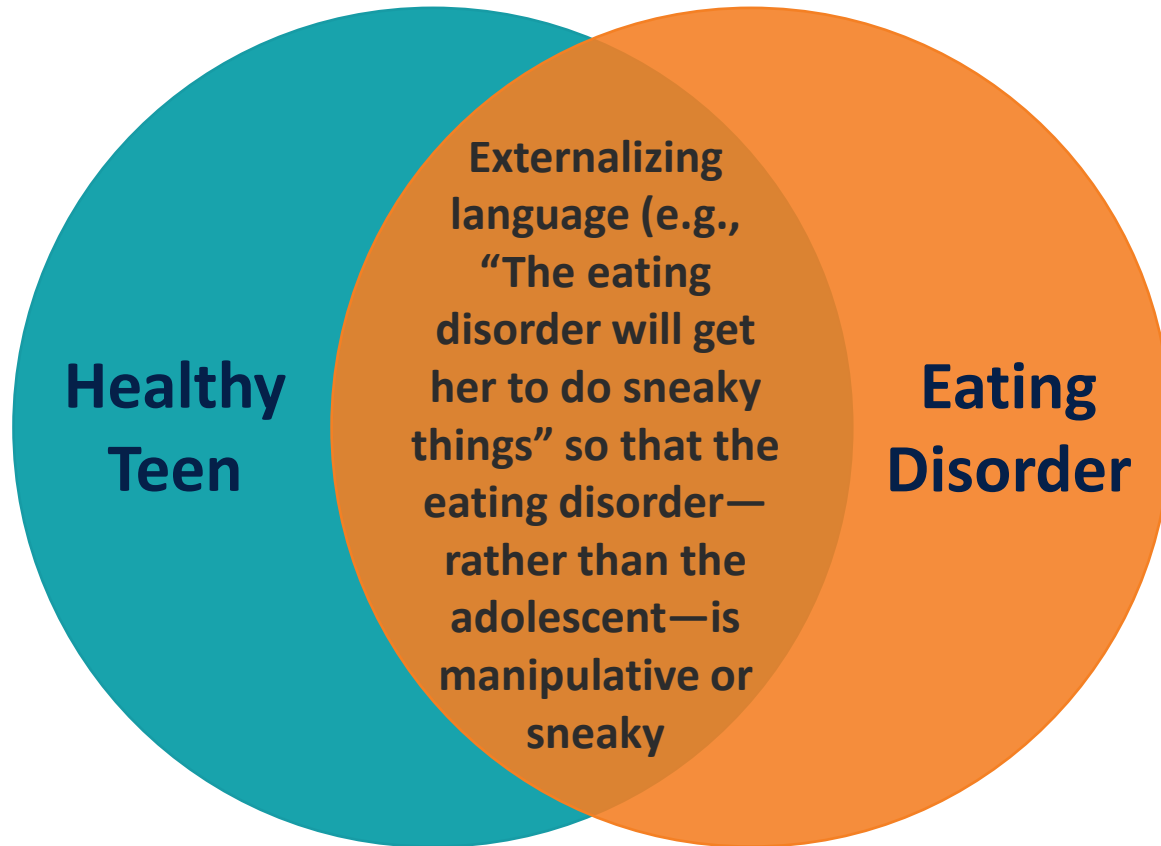 Healthy
Teen
Externalizing
language (e.g.,
“The eating
disorder will get
her to do sneaky
things” so that the
eating disorder—
rather than the
adolescent—is
manipulative or
sneaky
Eating
Disorder